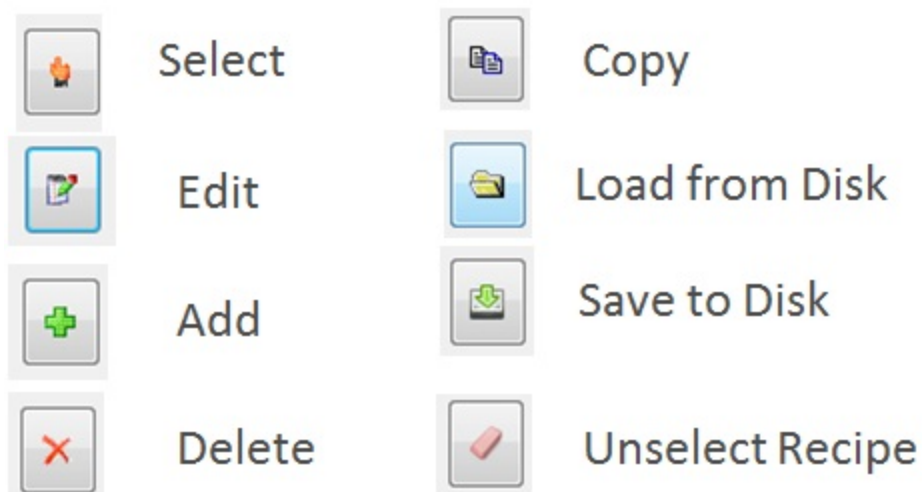 Select
Copy
Edit
Load from Disk
Add
Save to Disk
Delete
Unselect Recipe